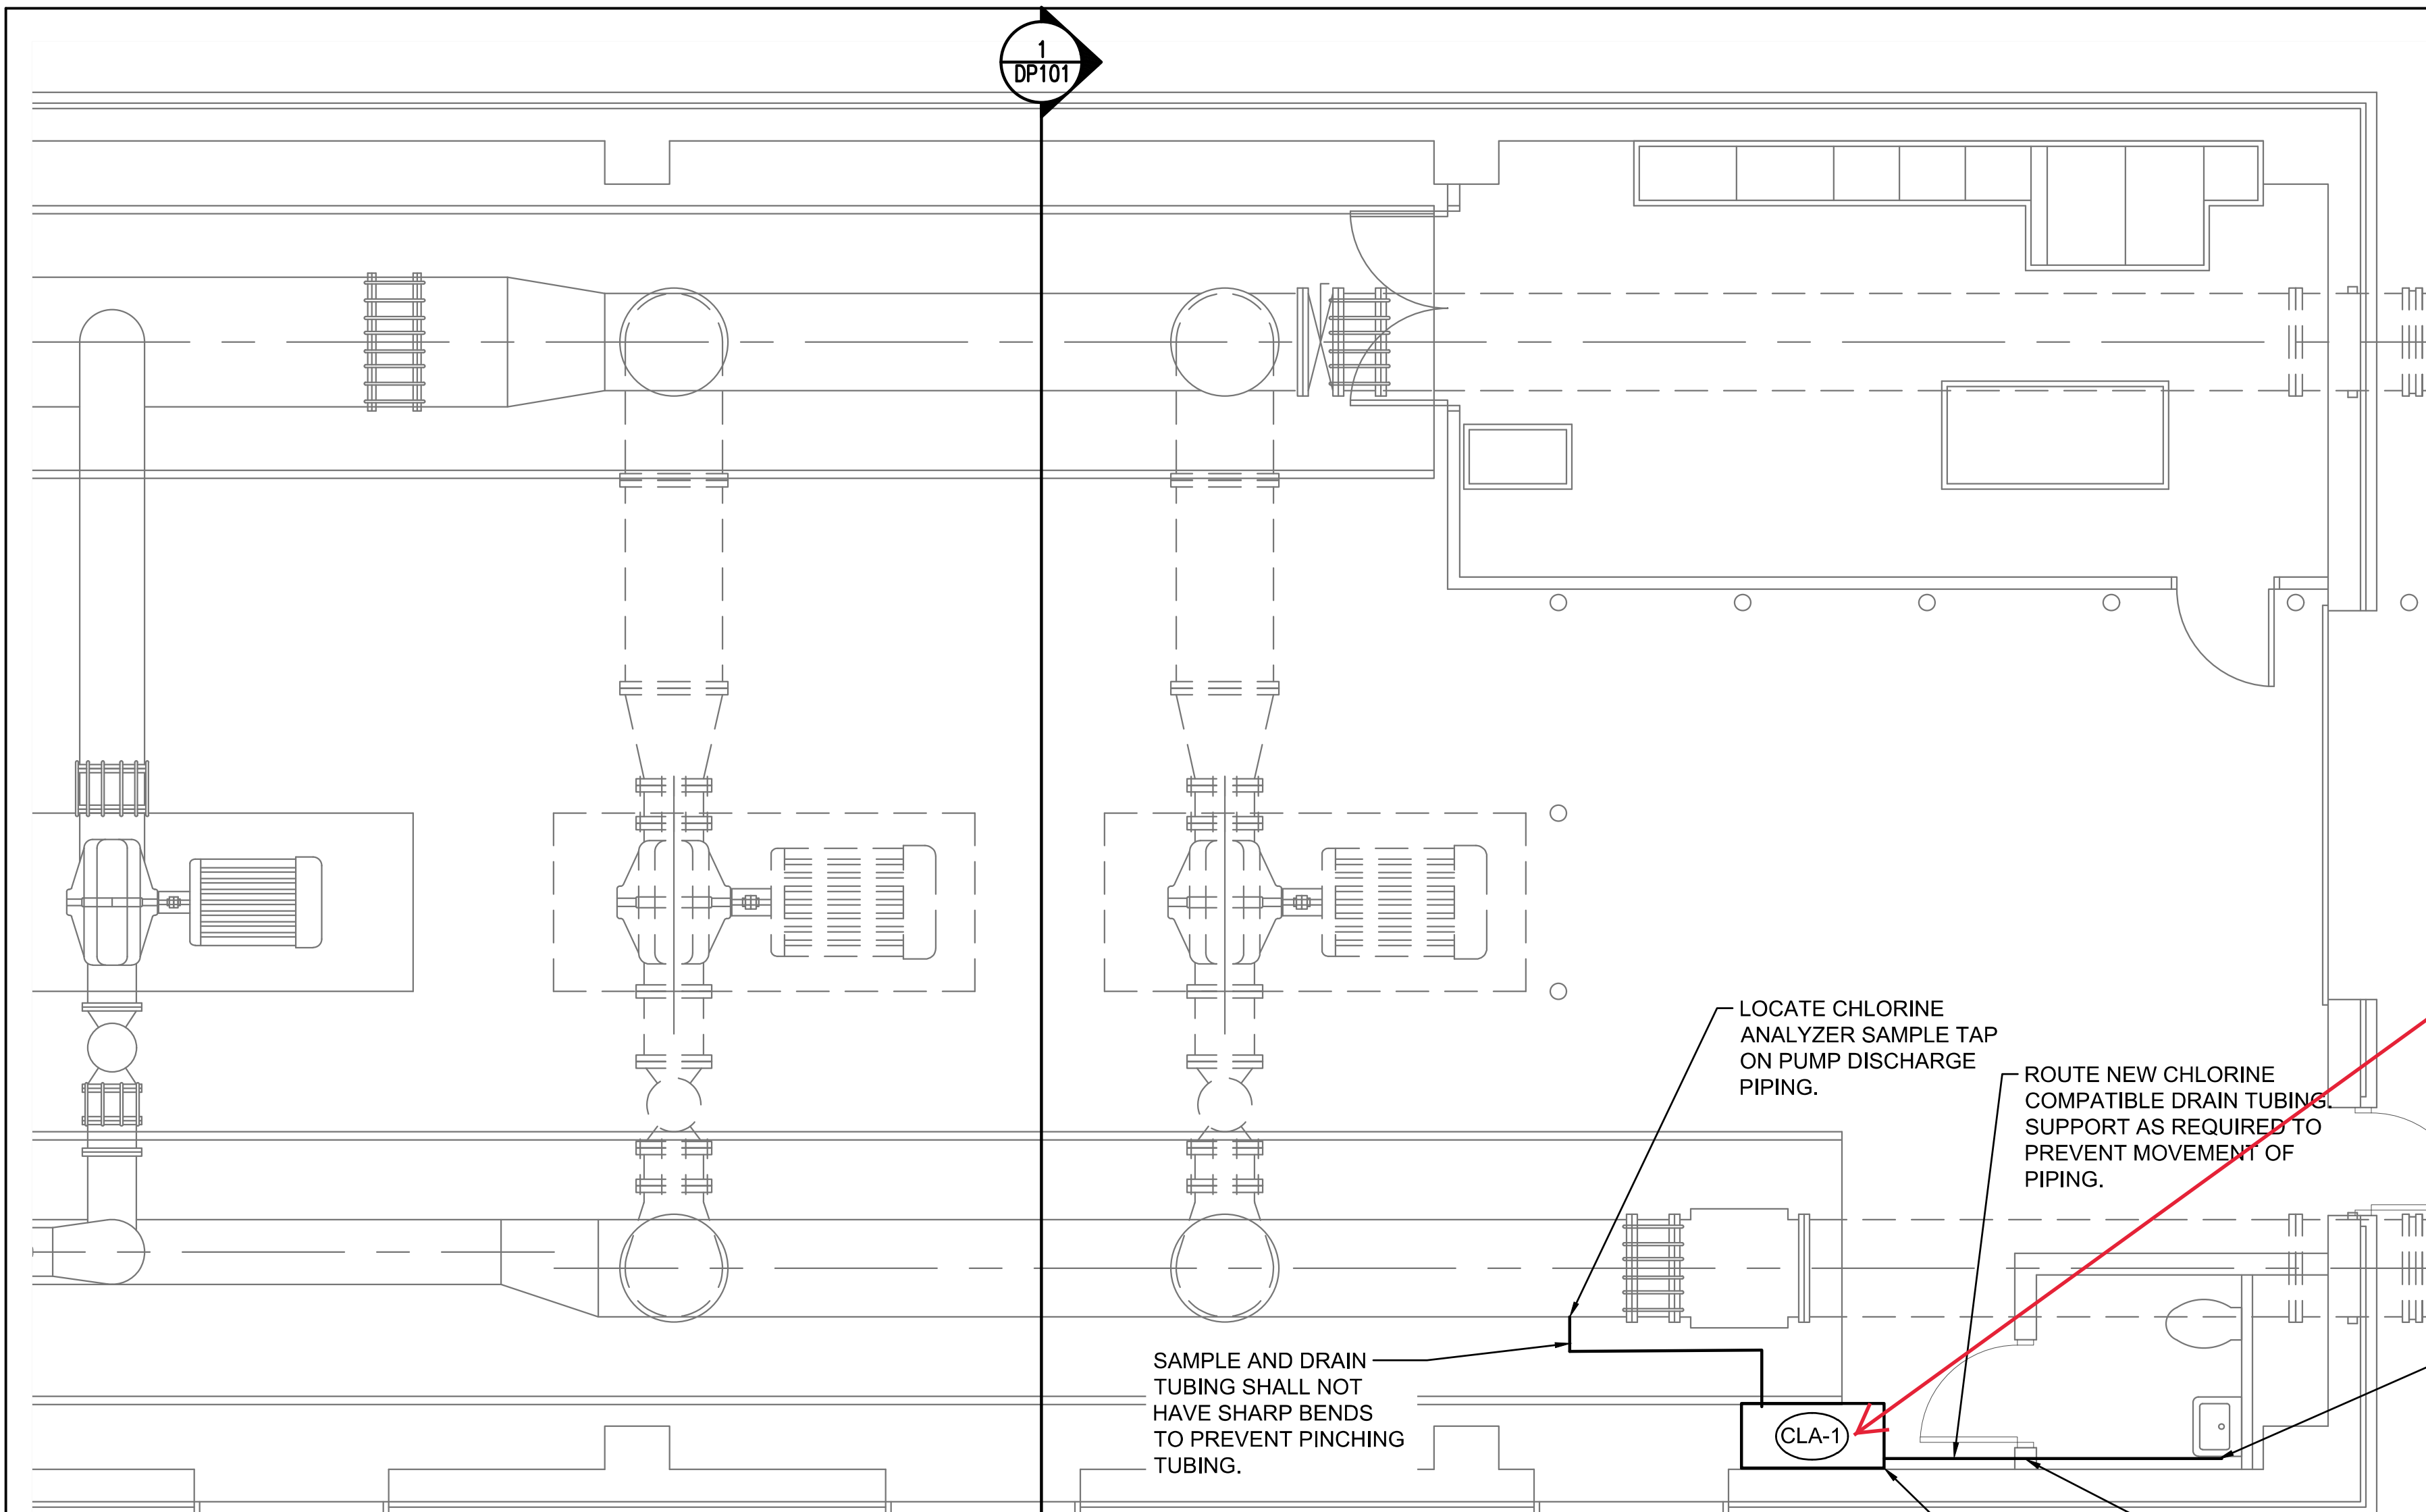 1
DP101
LOCATE CHLORINE
ANALYZER SAMPLE TAP
ON PUMP DISCHARGE
PIPING.
ROUTE NEW CHLORINE
COMPATIBLE DRAIN TUBING.
SUPPORT AS REQUIRED TO
PREVENT MOVEMENT OF
PIPING.
SAMPLE AND DRAIN
TUBING SHALL NOT
HAVE SHARP BENDS
TO PREVENT PINCHING
TUBING.
CLA-1